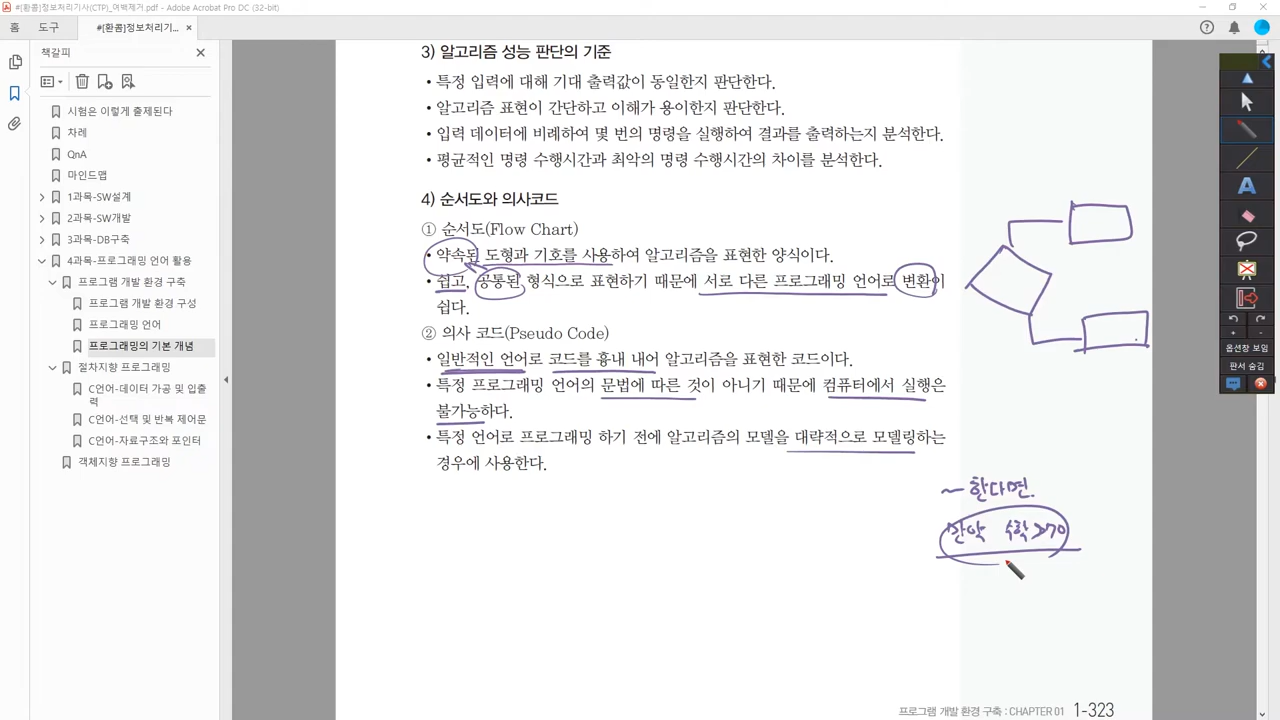 #[환콤]정보처리기사(CTP)_여백제거.pdf - Adobe Acrobat Pro DC (32-bit)
홈 도구 #[환콤]정보처리기... ×
책갈피
시험은 이렇게 출제된다
차례
QnA
마인드맵
1과목-SW설계
2과목-SW개발
3과목-DB구축
4과목-프로그래밍 언어 활용
프로그램 개발 환경 구축
프로그램 개발 환경 구성
프로그래밍 언어
프로그래밍의 기본 개념
절차지향 프로그래밍
C언어-데이터 가공 및 입출
력
C언어-선택 및 반복 제어문
C언어-자료구조와 포인터
객체지향 프로그래밍
3) 알고리즘 성능 판단의 기준
• 특정 입력에 대해 기대 출력값이 동일한지 판단한다.
• 알고리즘 표현이 간단하고 이해가 용이한지 판단한다.
• 입력 데이터에 비례하여 몇 번의 명령을 실행하여 결과를 출력하는지 분석한다.
• 평균적인 명령 수행시간과 최악의 명령 수행시간의 차이를 분석한다.
4) 순서도와 의사코드
① 순서도(Flow Chart)
• 약속된 도형과 기호를 사용하여 알고리즘을 표현한 양식이다.
• 쉽고, 공통된 형식으로 표현하기 때문에 서로 다른 프로그래밍 언어로 변환이
쉽다.
② 의사 코드(Pseudo Code)
• 일반적인 언어로 코드를 흉내 내어 알고리즘을 표현한 코드이다.
• 특정 프로그래밍 언어의 문법에 따른 것이 아니기 때문에 컴퓨터에서 실행은
불가능하다.
• 특정 언어로 프로그래밍 하기 전에 알고리즘의 모델을 대략적으로 모델링하는
경우에 사용한다.
~ 한다면.
만약 수학 >70
프로그램 개발 환경 구축 : CHAPTER 01 1-323
A
옵션창 보임
판서 숨김